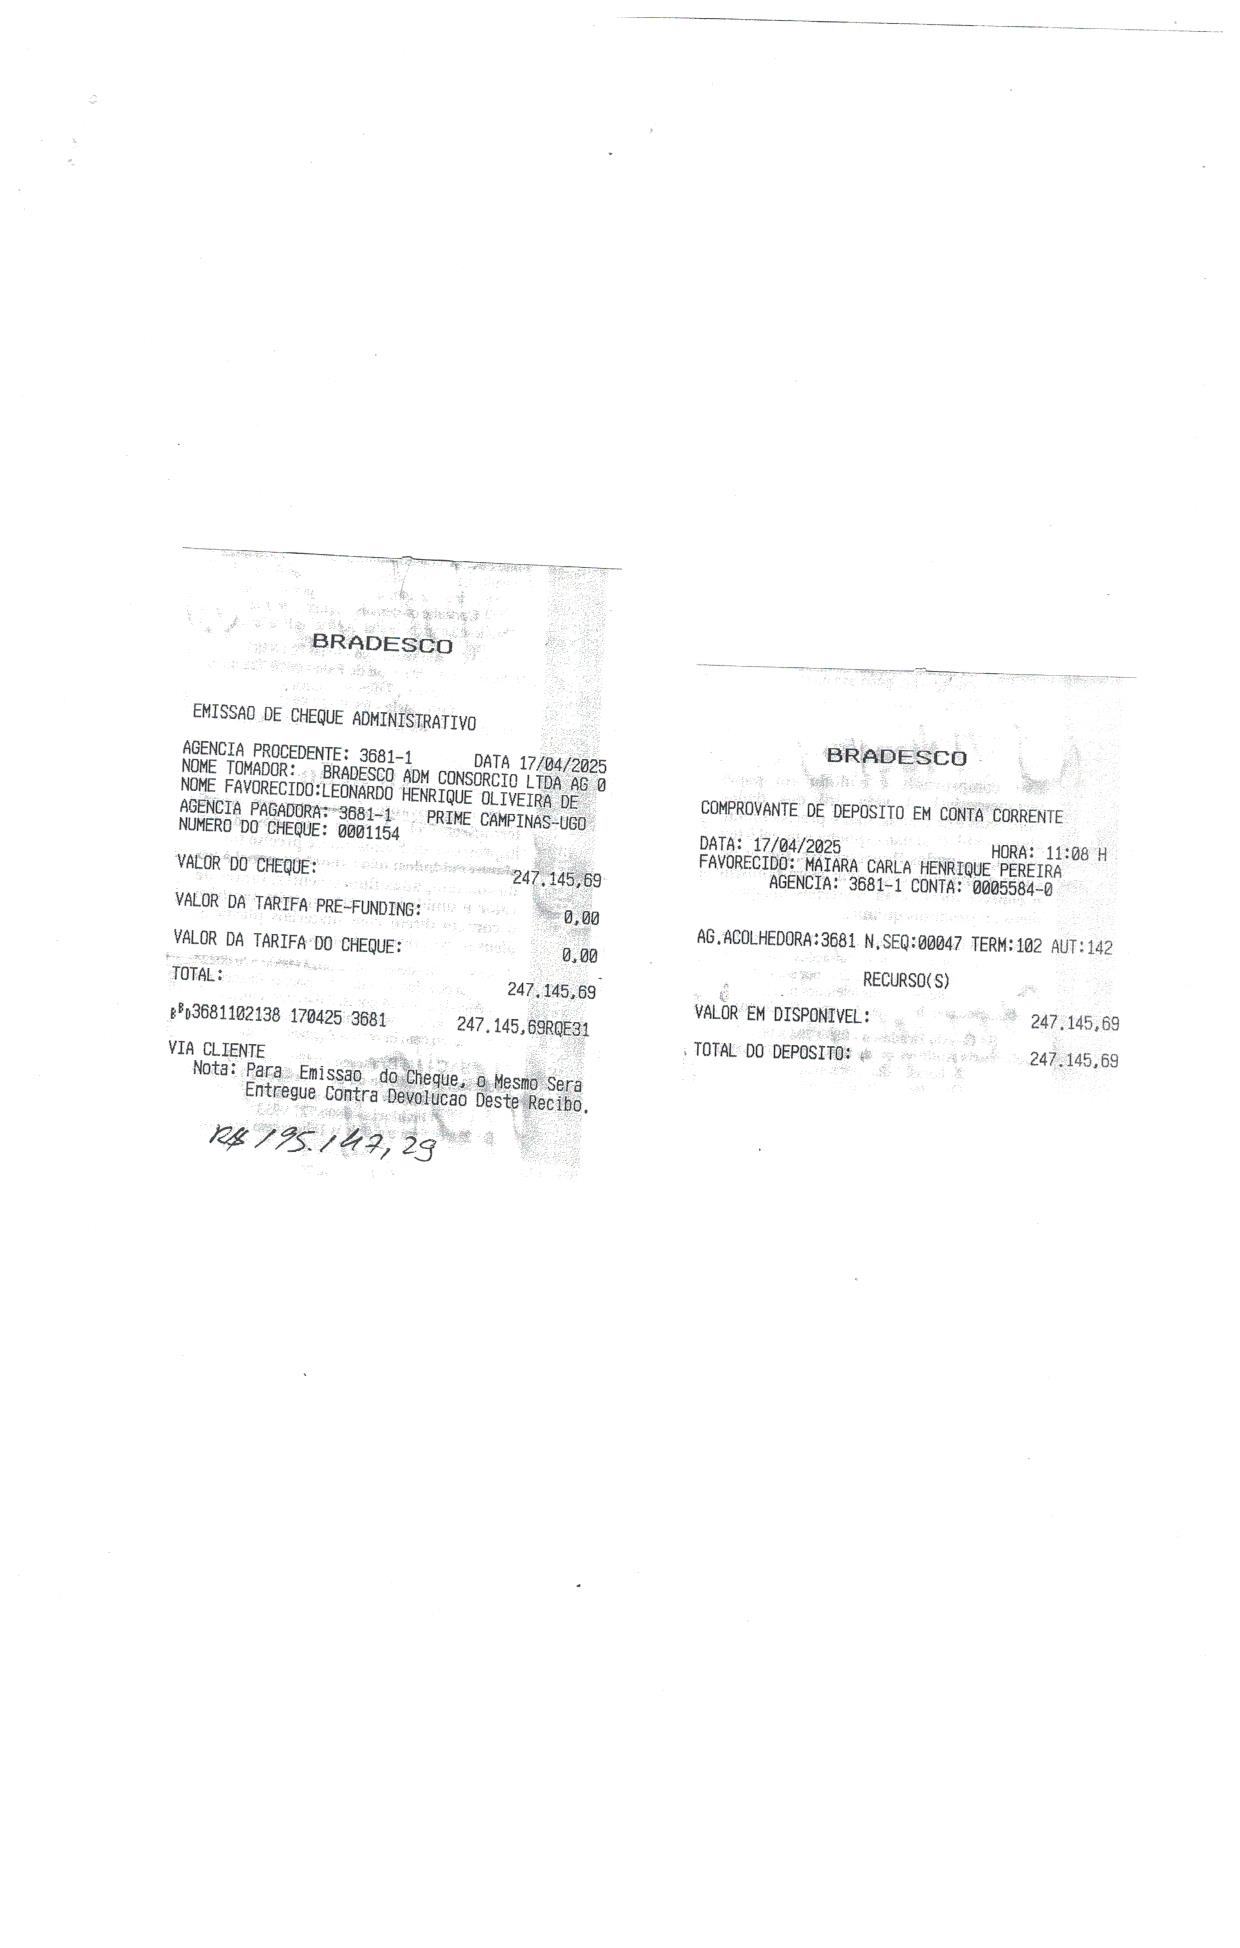 BRADESCO
EMISSAO DE CHEQUE ADMINISTRATIVO
AGENCIA PROCEDENTE: 3681-1 DATA 17/04/2025
NOME TOMADOR: BRADESCO ADM CONSORCIO LTDA AG 0
NOME FAVORECIDO:LEONARDO HENRIQUE OLIVEIRA DE
AGENCIA PAGADORA: 3681-1 PRIME CAMPINAS-UGO
NUMERO DO CHEQUE: 0001154
VALOR DO CHEQUE: 247.145,69
VALOR DA TARIFA PRE-FUNDING: 0,00
VALOR DA TARIFA DO CHEQUE: 0,00
TOTAL: 247.145,69
3681102138 170425 3681 247.145,69RQE31
VIA CLIENTE
Nota: Para Emissao do Cheque, o Mesmo Sera
Entregue Contra Devolucao Deste Recibo.
R$ 195.147,29
BRADESCO
COMPROVANTE DE DEPOSITO EM CONTA CORRENTE
DATA: 17/04/2025 HORA: 11:08 H
FAVORECIDO: MAIARA CARLA HENRIQUE PEREIRA
AGENCIA: 3681-1 CONTA: 0005584-0
AG.ACOLHEDORA:3681 N.SEQ:00047 TERM:102 AUT:142
RECURSO(S)
VALOR EM DISPONIVEL: 247.145,69
TOTAL DO DEPOSITO: 247.145,69